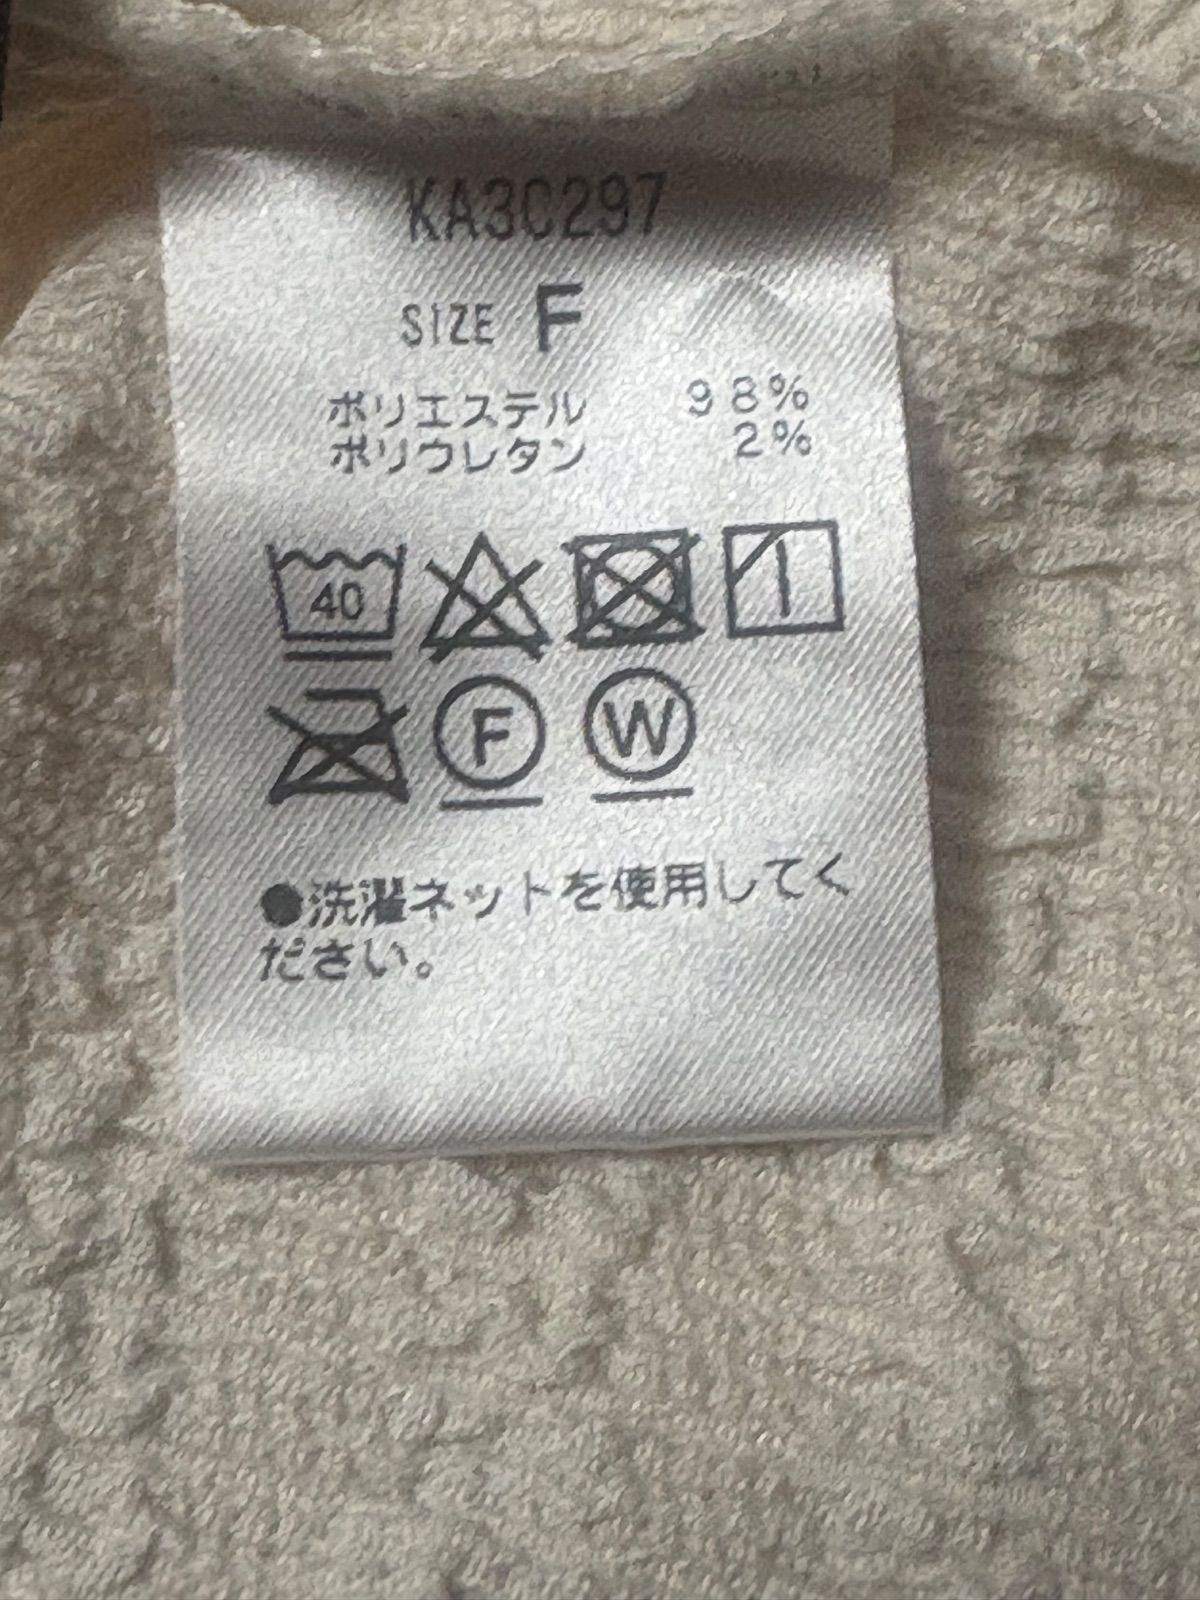 KA3C297
SIZE F
ポリエステル 98%
ポリウレタン 2%
40
F W
●洗濯ネットを使用してく
ださい。